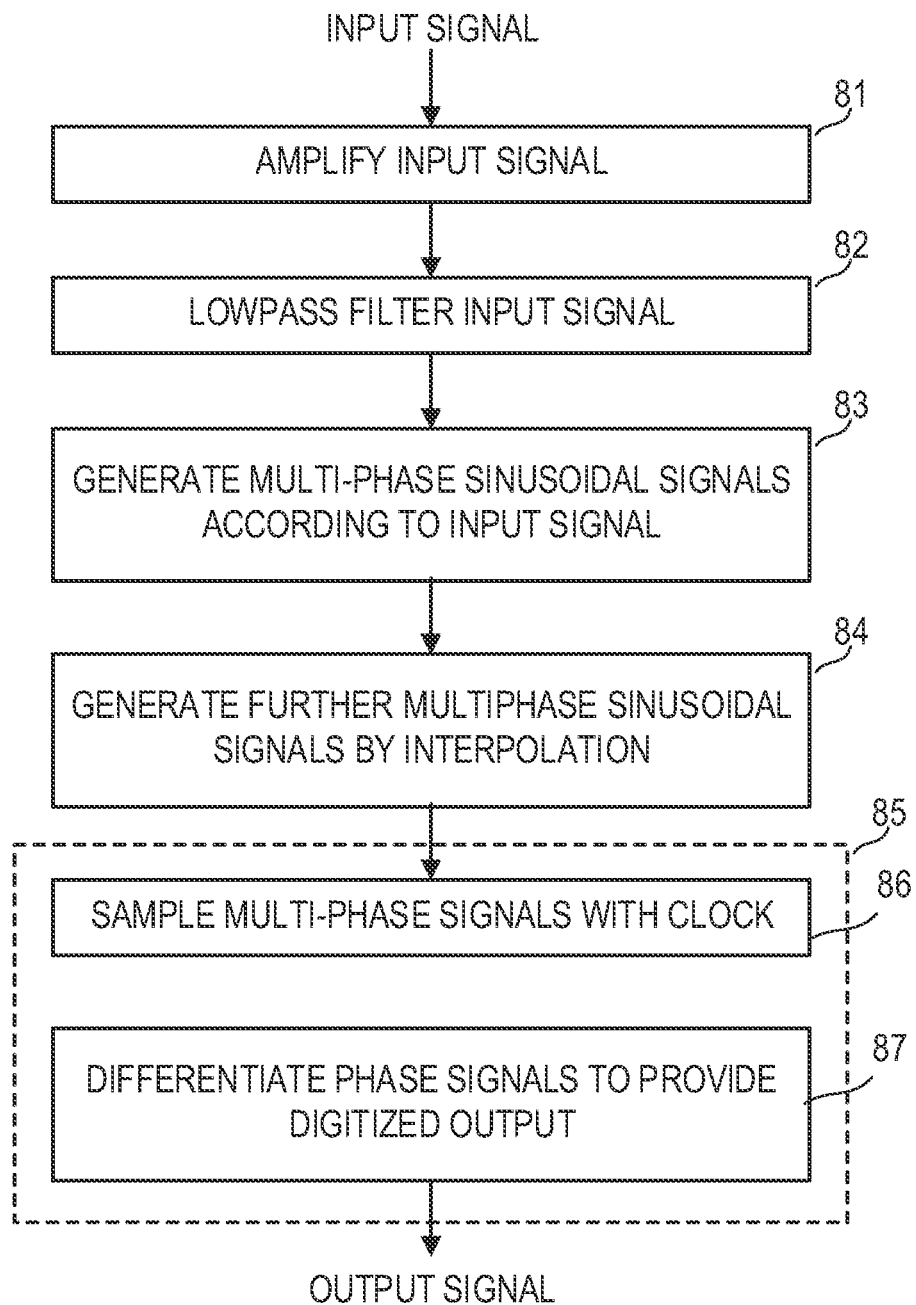 INPUT SIGNAL
81
AMPLIFY INPUT SIGNAL
82
LOWPASS FILTER INPUT SIGNAL
83
GENERATE MULTI-PHASE SINUSOIDAL SIGNALS
ACCORDING TO INPUT SIGNAL
84
GENERATE FURTHER MULTIPHASE SINUSOIDAL
SIGNALS BY INTERPOLATION
85
86
SAMPLE MULTI-PHASE SIGNALS WITH CLOCK
87
DIFFERENTIATE PHASE SIGNALS TO PROVIDE
DIGITIZED OUTPUT
OUTPUT SIGNAL